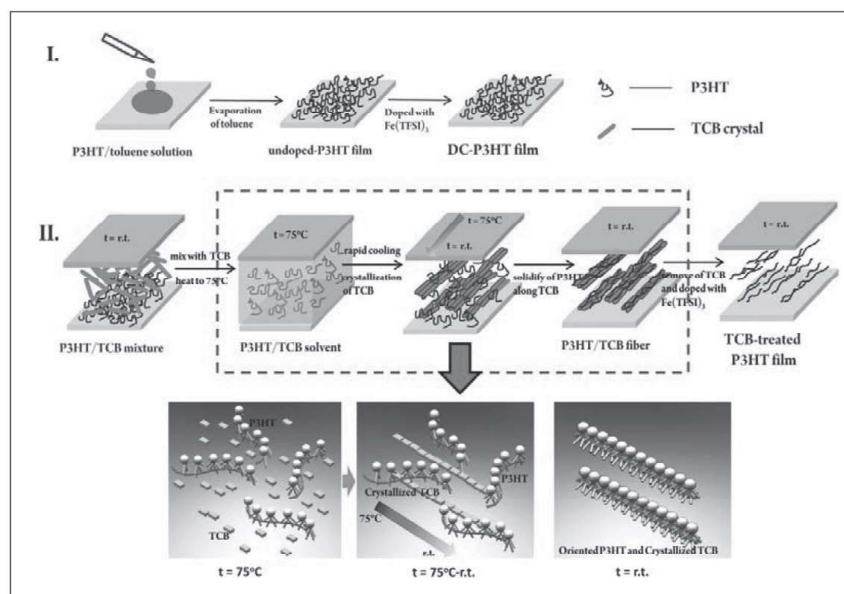 I.
P3HT/toluene solution
Evaporation
of toluene
undoped-P3HT film
Doped with
Fe(TFSI)3
DC-P3HT film
P3HT
TCB crystal
II.
t = r.t.
P3HT/TCB mixture
mix with TCB
heat to 75°C
t = 75°C
P3HT/TCB solvent
rapid cooling
crystallization
of TCB
t = 75°C
t = r.t.
solidify of P3HT
along TCB
t = r.t.
P3HT/TCB fiber
remove of TCB
and doped with
Fe(TFSI)3
t = r.t.
TCB-treated
P3HT film
P3HT
TCB
t = 75°C
P3HT
Crystallized TCB
75°C
r.t.
t = 75°C-r.t.
Oriented P3HT and Crystallized TCB
t = r.t.